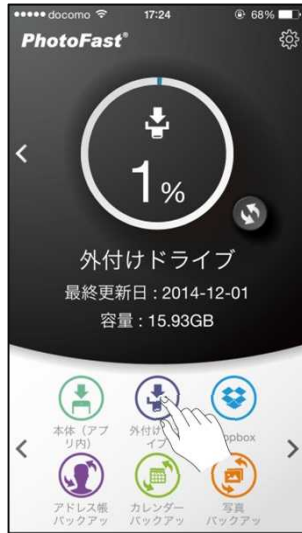 docomo 17:24 68%
PhotoFast®
1%
外付けドライブ
最終更新日：2014-12-01
容量：15.93GB
本体（アプリ内）
外付け
イブ
opbox
アドレス帳
バックアッ
カレンダー
バックアッ
写真
バックアッ